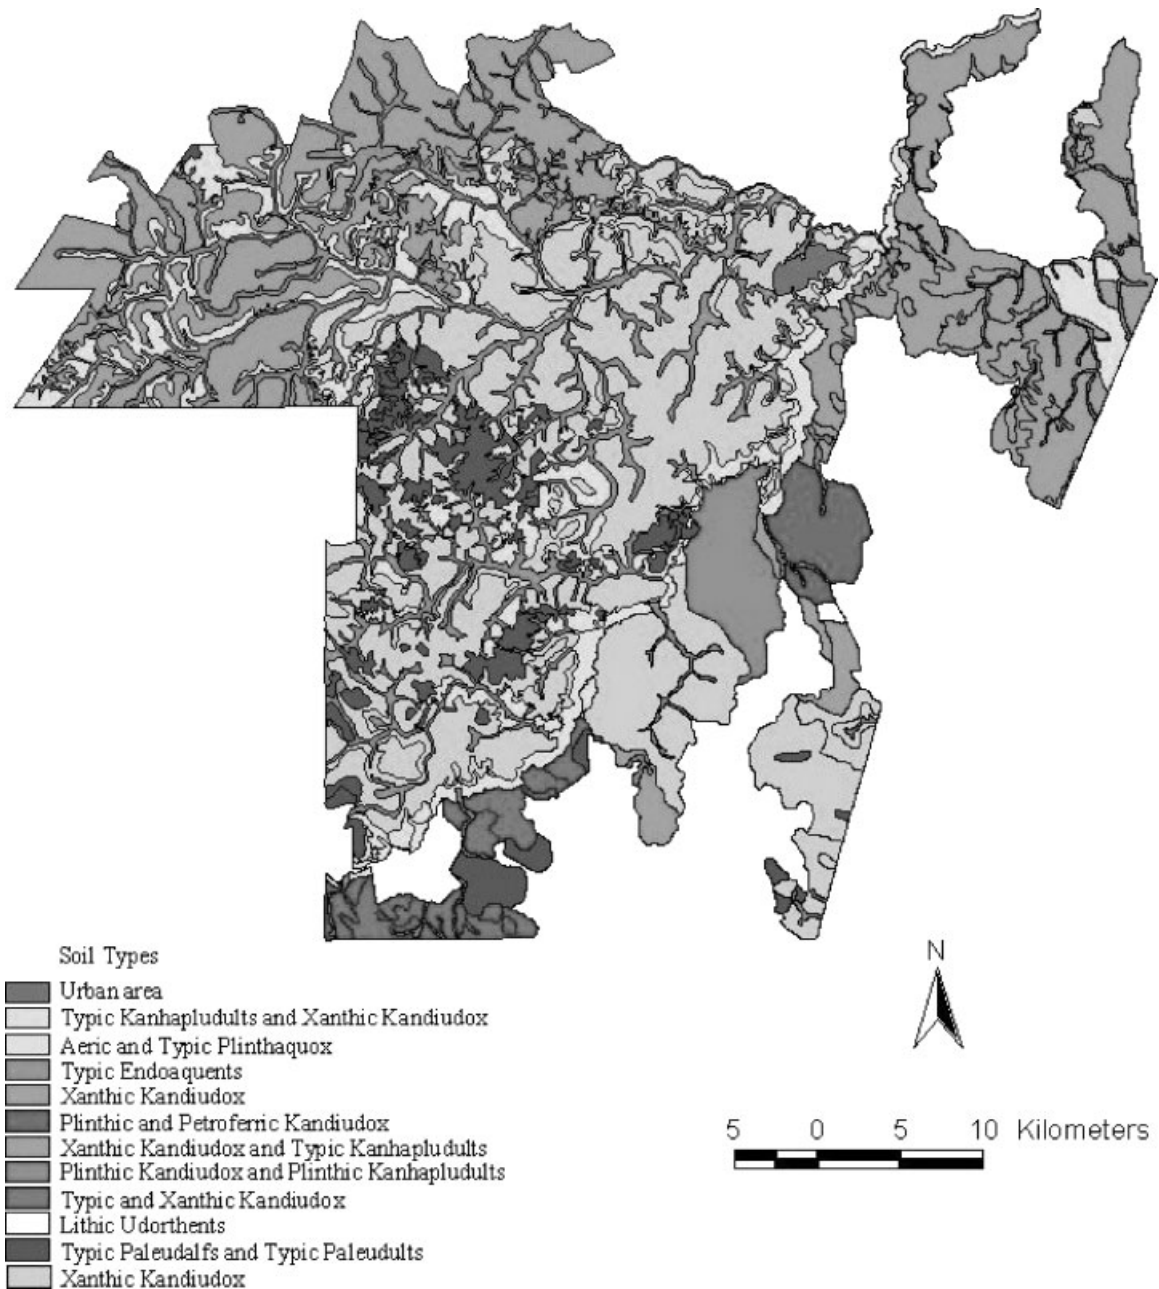 Soil Types
Urban area
Typic Kanhapludults and Xanthic Kandiudox
Aeric and Typic Plinthaquox
Typic Endoaquents
Xanthic Kandiudox
Plinthic and Petroferric Kandiudox
Xanthic Kandiudox and Typic Kanhapludults
Plinthic Kandiudox and Plinthic Kanhapludults
Typic and Xanthic Kandiudox
Lithic Udorthents
Typic Paleudalfs and Typic Paleudults
Xanthic Kandiudox
N
5 0 5 10 Kilometers